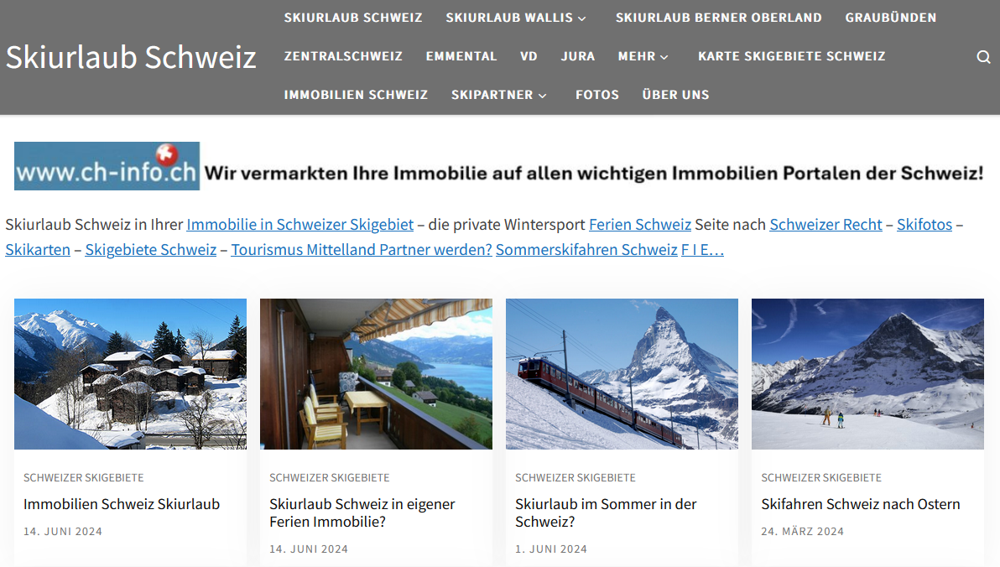 Skiurlaub Schweiz
SKIURLAUB SCHWEIZ SKIURLAUB WALLIS SKIURLAUB BERNER OBERLAND GRAUBÜNDEN
ZENTRALSCHWEIZ EMMENTAL VD JURA MEHR KARTE SKIGEBIETE SCHWEIZ
IMMOBILIEN SCHWEIZ SKIPARTNER FOTOS ÜBER UNS
www.ch-info.ch Wir vermarkten Ihre Immobilie auf allen wichtigen Immobilien Portalen der Schweiz!
Skiurlaub Schweiz in Ihrer Immobilie in Schweizer Skigebiet – die private Wintersport Ferien Schweiz Seite nach Schweizer Recht – Skifotos –
Skikarten – Skigebiete Schweiz – Tourismus Mittelland Partner werden? Sommerskifahren Schweiz F I E…
SCHWEIZER SKIGEBIETE
Immobilien Schweiz Skiurlaub
14. JUNI 2024
SCHWEIZER SKIGEBIETE
Skiurlaub Schweiz in eigener
Ferien Immobilie?
14. JUNI 2024
SCHWEIZER SKIGEBIETE
Skiurlaub im Sommer in der
Schweiz?
1. JUNI 2024
SCHWEIZER SKIGEBIETE
Skifahren Schweiz nach Ostern
24. MÄRZ 2024